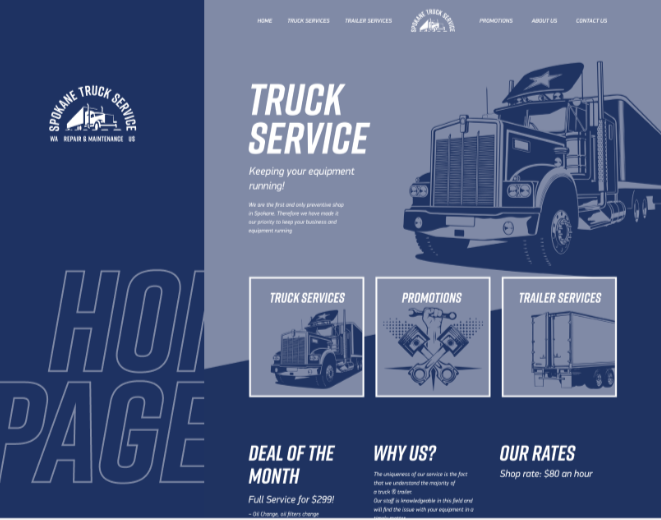 HOME TRUCK SERVICES TRAILER SERVICES SPOKANE TRUCK SERVICE PROMOTIONS ABOUT US CONTACT US
SPOKANE TRUCK SERVICE
WA REPAIR & MAINTENANCE US
HOM
PAGE
TRUCK
SERVICE
Keeping your equipment
running!
We are the first and only preventive shop
in Spokane. Therefore we have made it
our priority to keep your business and
equipment running
TRUCK SERVICES
PROMOTIONS
TRAILER SERVICES
DEAL OF THE
MONTH
Full Service for $299!
- Oil Change, oil filters change
WHY US?
The uniqueness of our service is the fact
that we understand the majority of
a truck & trailer.
Our staff is knowledgeable in this field and
will find the issue with your equipment in a
OUR RATES
Shop rate: $80 an hour